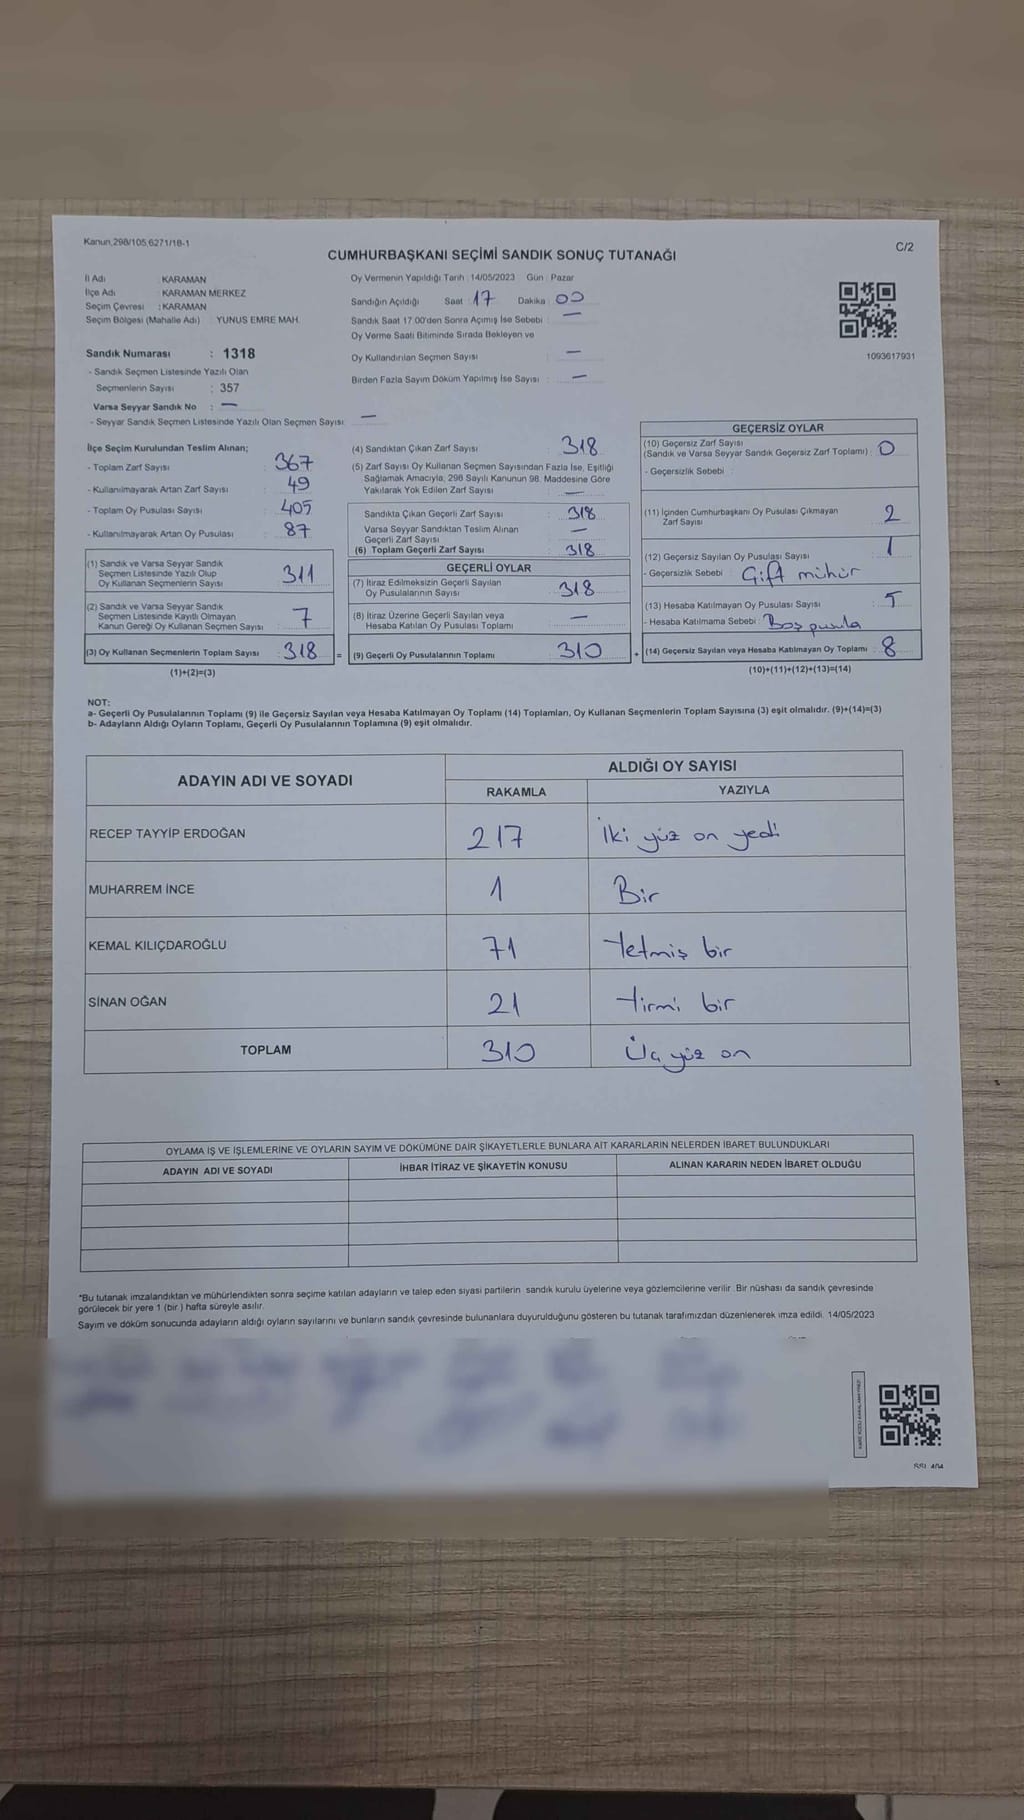 Kanun,298/105,6271/18-1
C/2
CUMHURBAŞKANI SEÇİMİ SANDIK SONUÇ TUTANAĞI
İl Adı : KARAMAN
İlçe Adı : KARAMAN MERKEZ
Seçim Çevresi : KARAMAN
Seçim Bölgesi (Mahalle Adı) : YUNUS EMRE MAH.
Sandık Numarası : 1318
- Sandık Seçmen Listesinde Yazılı Olan
Seçmenlerin Sayısı : 357
Varsa Seyyar Sandık No : —
- Seyyar Sandık Seçmen Listesinde Yazılı Olan Seçmen Sayısı: —
Oy Vermenin Yapıldığı Tarih : 14/05/2023 Gün : Pazar
Sandığın Açıldığı Saat : 17 Dakika : 00
Sandık Saat 17.00'den Sonra Açımış İse Sebebi : —
Oy Verme Saati Bitiminde Sırada Bekleyen ve
Oy Kullandırılan Seçmen Sayısı : —
Birden Fazla Sayım Döküm Yapılmış İse Sayısı : —
1093617931
İlçe Seçim Kurulundan Teslim Alınan;
- Toplam Zarf Sayısı : 367
- Kullanılmayarak Artan Zarf Sayısı : 49
- Toplam Oy Pusulası Sayısı : 405
- Kullanılmayarak Artan Oy Pusulası : 87
(1) Sandık ve Varsa Seyyar Sandık
Seçmen Listesinde Yazılı Olup
Oy Kullanan Seçmenlerin Sayısı : 311
(2) Sandık ve Varsa Seyyar Sandık
Seçmen Listesinde Kayıtlı Olmayan
Kanun Gereği Oy Kullanan Seçmen Sayısı : 7
(3) Oy Kullanan Seçmenlerin Toplam Sayısı : 318 =
(1)+(2)=(3)
(4) Sandıktan Çıkan Zarf Sayısı : 318
(5) Zarf Sayısı Oy Kullanan Seçmen Sayısından Fazla İse, Eşitliği
Sağlamak Amacıyla, 298 Sayılı Kanunun 98. Maddesine Göre
Yakılarak Yok Edilen Zarf Sayısı : —
Sandıkta Çıkan Geçerli Zarf Sayısı : 318
Varsa Seyyar Sandıktan Teslim Alınan
Geçerli Zarf Sayısı : —
(6) Toplam Geçerli Zarf Sayısı : 318
GEÇERLİ OYLAR
(7) İtiraz Edilmeksizin Geçerli Sayılan
Oy Pusulalarının Sayısı : 318
(8) İtiraz Üzerine Geçerli Sayılan veya
Hesaba Katılan Oy Pusulası Toplamı : —
(9) Geçerli Oy Pusulalarının Toplamı : 310 +
GEÇERSİZ OYLAR
(10) Geçersiz Zarf Sayısı
(Sandık ve Varsa Seyyar Sandık Geçersiz Zarf Toplamı) : 0
- Geçersizlik Sebebi :
(11) İçinden Cumhurbaşkanı Oy Pusulası Çıkmayan
Zarf Sayısı : 2
(12) Geçersiz Sayılan Oy Pusulası Sayısı : 1
- Geçersizlik Sebebi : Çift mühür
(13) Hesaba Katılmayan Oy Pusulası Sayısı : 5
- Hesaba Katılmama Sebebi : Boş pusula
(14) Geçersiz Sayılan veya Hesaba Katılmayan Oy Toplamı : 8
(10)+(11)+(12)+(13)=(14)
NOT:
a- Geçerli Oy Pusulalarının Toplamı (9) ile Geçersiz Sayılan veya Hesaba Katılmayan Oy Toplamı (14) Toplamları, Oy Kullanan Seçmenlerin Toplam Sayısına (3) eşit olmalıdır. (9)+(14)=(3)
b- Adayların Aldığı Oyların Toplamı, Geçerli Oy Pusulalarının Toplamına (9) eşit olmalıdır.
ADAYIN ADI VE SOYADI
ALDIĞI OY SAYISI
RAKAMLA YAZIYLA
RECEP TAYYİP ERDOĞAN 217 İki yüz on yedi
MUHARREM İNCE 1 Bir
KEMAL KILIÇDAROĞLU 71 Yetmiş bir
SİNAN OĞAN 21 Yirmi bir
TOPLAM 310 Üç yüz on
OYLAMA İŞ VE İŞLEMLERİNE VE OYLARIN SAYIM VE DÖKÜMÜNE DAİR ŞİKAYETLERLE BUNLARA AİT KARARLARIN NELERDEN İBARET BULUNDUKLARI
ADAYIN ADI VE SOYADI İHBAR İTİRAZ VE ŞİKAYETİN KONUSU ALINAN KARARIN NEDEN İBARET OLDUĞU
*Bu tutanak imzalandıktan ve mühürlendikten sonra seçime katılan adayların ve talep eden siyasi partilerin sandık kurulu üyelerine veya gözlemcilerine verilir. Bir nüshası da sandık çevresinde
görülecek bir yere 1 (bir ) hafta süreyle asılır.
Sayım ve döküm sonucunda adayların aldığı oyların sayılarını ve bunların sandık çevresinde bulunanlara duyurulduğunu gösteren bu tutanak tarafımızdan düzenlenerek imza edildi. 14/05/2023